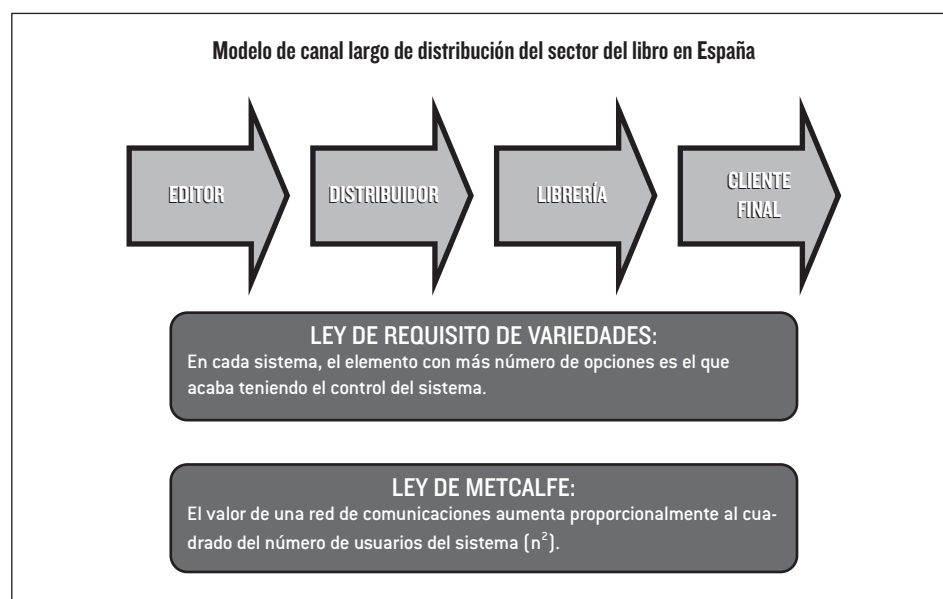 Modelo de canal largo de distribución del sector del libro en España
EDITOR
DISTRIBUIDOR
LIBRERÍA
CLIENTE
FINAL
LEY DE REQUISITO DE VARIEDADES:
En cada sistema, el elemento con más número de opciones es el que
acaba teniendo el control del sistema.
LEY DE METCALFE:
El valor de una red de comunicaciones aumenta proporcionalmente al cua-
drado del número de usuarios del sistema (n²).